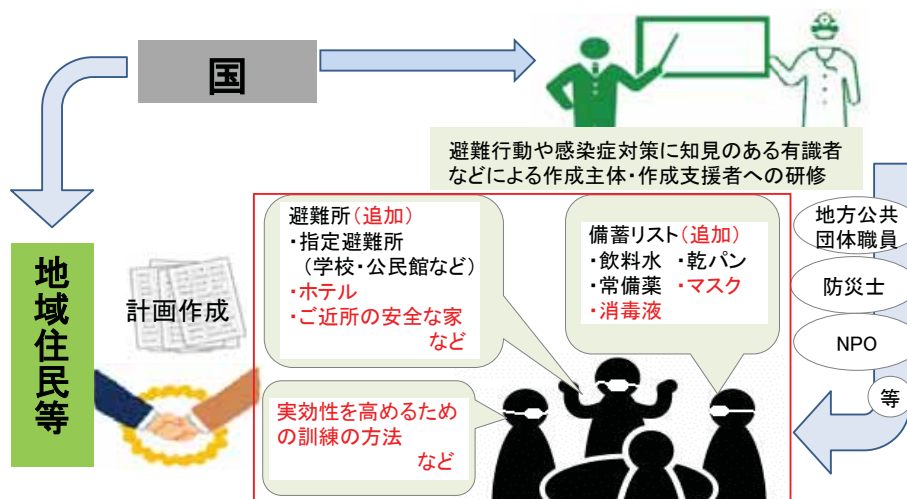 国
避難行動や感染症対策に知見のある有識者
などによる作成主体・作成支援者への研修
地域住民等
計画作成
避難所(追加)
・指定避難所
(学校・公民館など)
・ホテル
・ご近所の安全な家
など
備蓄リスト(追加)
・飲料水 ・乾パン
・常備薬 ・マスク
・消毒液
地方公共
団体職員
防災士
NPO
等
実効性を高めるため
の訓練の方法
など